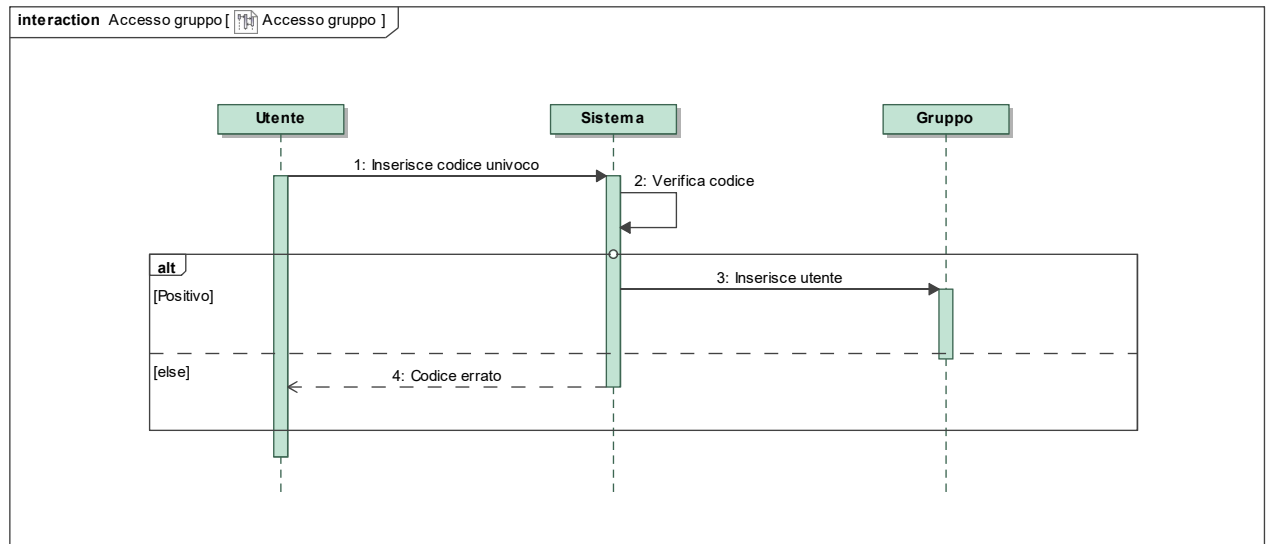 interaction Accesso gruppo [ Accesso gruppo ]
Utente
Sistema
Gruppo
1: Inserisce codice univoco
2: Verifica codice
alt
3: Inserisce utente
[Positivo]
[else]
4: Codice errato